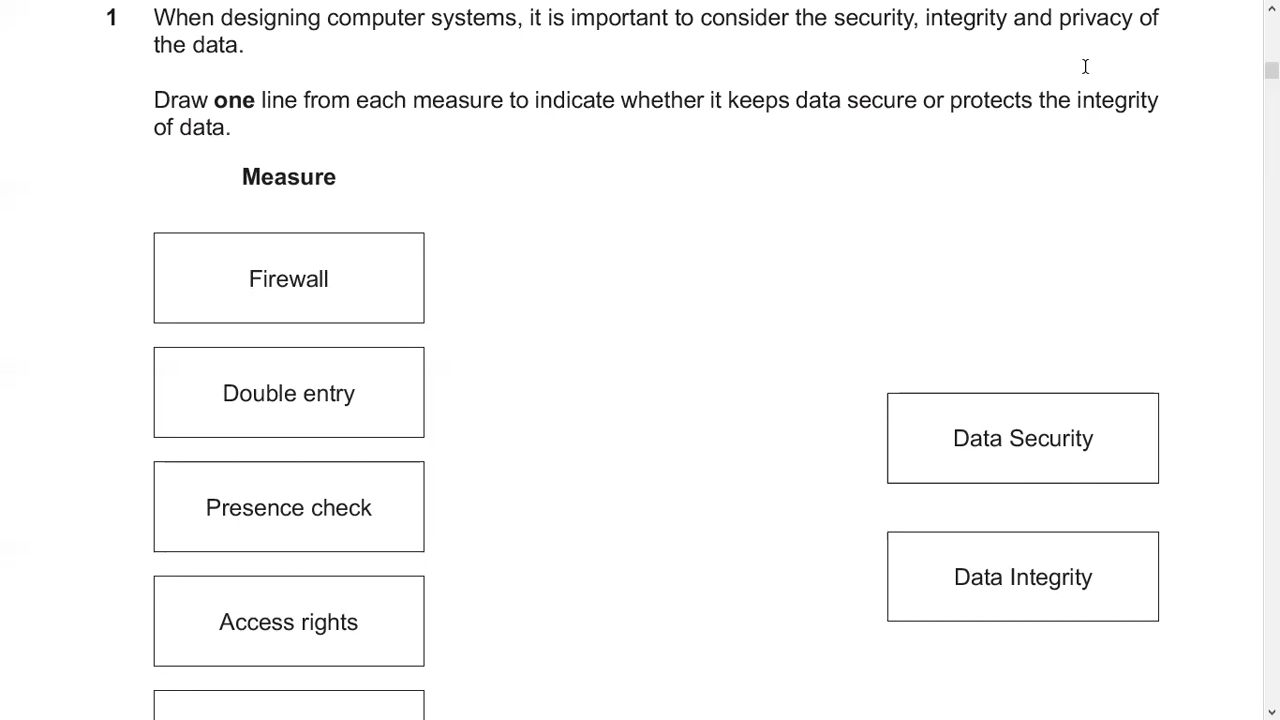 1 When designing computer systems, it is important to consider the security, integrity and privacy of
the data.
Draw one line from each measure to indicate whether it keeps data secure or protects the integrity
of data.
Measure
Firewall
Double entry
Data Security
Presence check
Data Integrity
Access rights